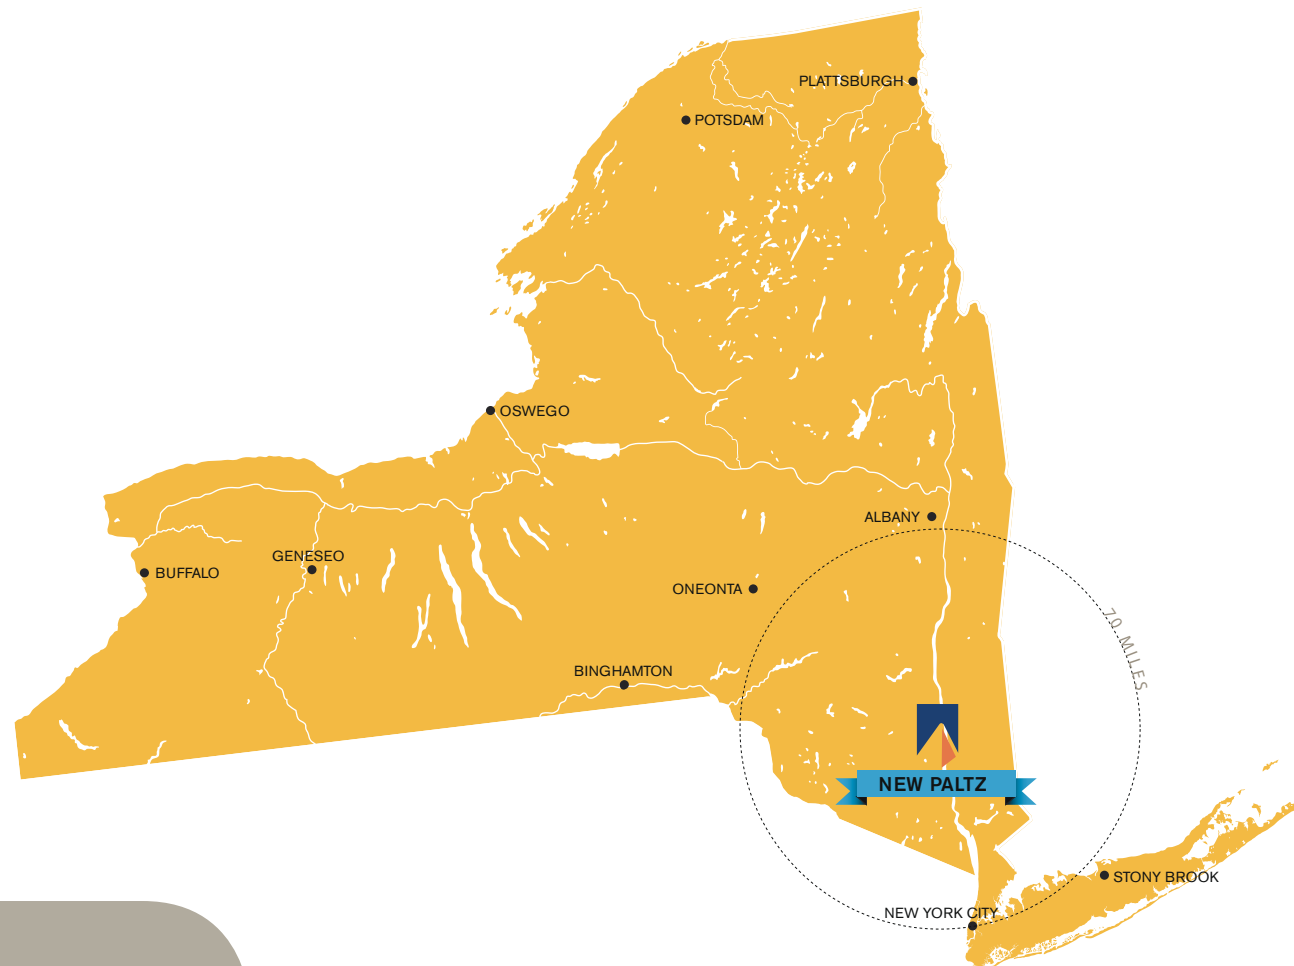 PLATTSBURGH
POTSDAM
OSWEGO
ALBANY
GENESEO
BUFFALO
ONEONTA
70 MILES
BINGHAMTON
NEW PALTZ
STONY BROOK
NEW YORK CITY